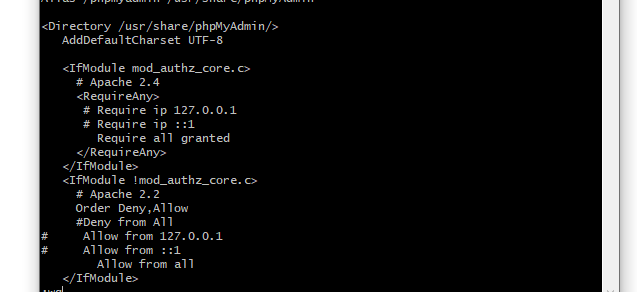 <Directory /usr/share/phpMyAdmin/>
   AddDefaultCharset UTF-8
   <IfModule mod_authz_core.c>
     # Apache 2.4
     <RequireAny>
      # Require ip 127.0.0.1
      # Require ip ::1
        Require all granted
     </RequireAny>
   </IfModule>
   <IfModule !mod_authz_core.c>
     # Apache 2.2
     Order Deny,Allow
     #Deny from All
#     Allow from 127.0.0.1
#     Allow from ::1
        Allow from all
   </IfModule>